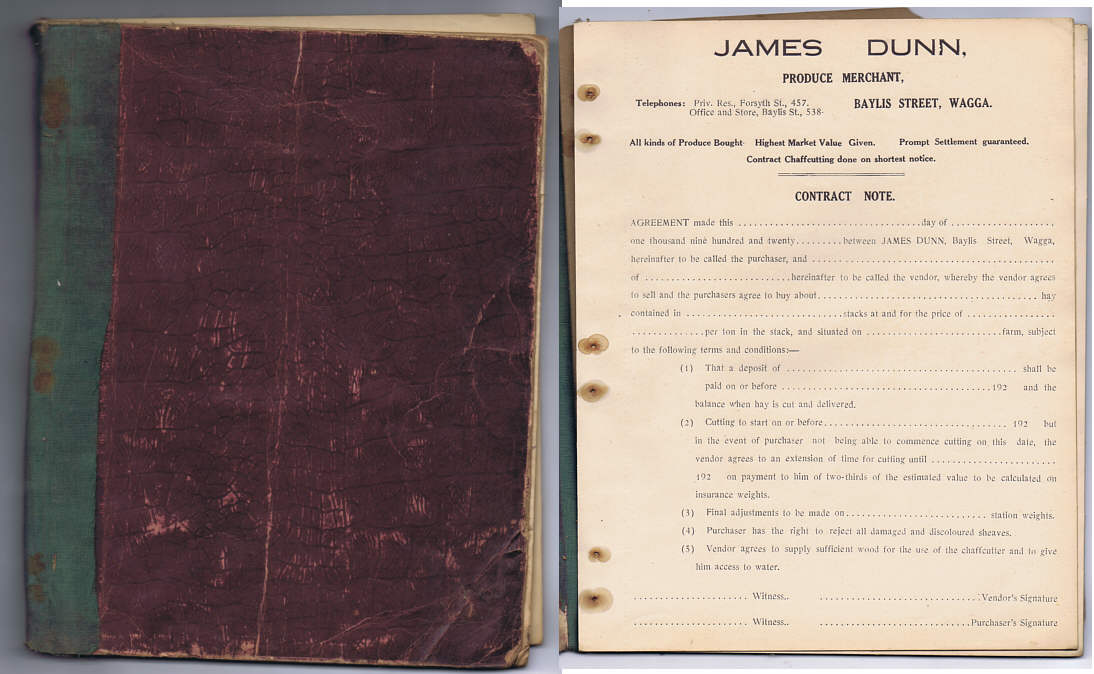 JAMES DUNN,
PRODUCE MERCHANT,
Telephones: Priv. Res., Forsyth St., 457.
Office and Store, Baylis St., 538-
BAYLIS STREET, WAGGA.
All kinds of Produce Bought- Highest Market Value Given. Prompt Settlement guaranteed.
Contract Chaffcutting done on shortest notice.
CONTRACT NOTE.
AGREEMENT made this ....................................day of ....................,
one thousand nine hundred and twenty.........between JAMES DUNN, Baylis Street, Wagga,
hereinafter to be called the purchaser, and ................................................
of .............................hereinafter to be called the vendor, whereby the vendor agrees
to sell and the purchasers agree to buy about........................................... hay
contained in ...............................stacks at and for the price of .................
..............per ton in the stack, and situated on ...........................farm, subject
to the following terms and conditions:—
(1) That a deposit of ............................................. shall be
paid on or before .........................................192 and the
balance when hay is cut and delivered.
(2) Cutting to start on or before.................................... 192 but
in the event of purchaser not being able to commence cutting on this date, the
vendor agrees to an extension of time for cutting until ........................
192 on payment to him of two-thirds of the estimated value to be calculated on
insurance weights.
(3) Final adjustments to be made on........................... station weights.
(4) Purchaser has the right to reject all damaged and discoloured sheaves.
(5) Vendor agrees to supply sufficient wood for the use of the chaffcutter and to give
him access to water.
...................... Witness.. ...............................Vendor's Signature
...................... Witness.. .............................Purchaser's Signature